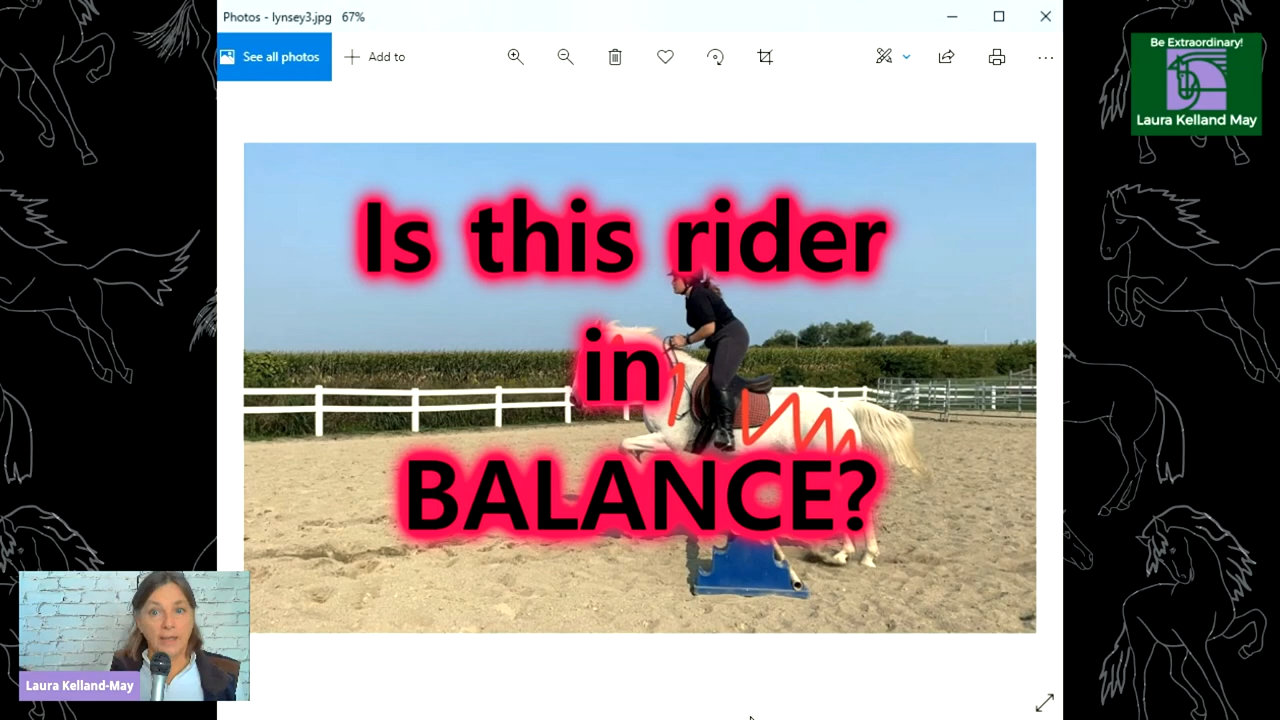 Photos - lynsey3.jpg 67%
See all photos
Add to
Be Extraordinary!
Laura Kelland May
Is this rider
in
BALANCE?
Laura Kelland-May